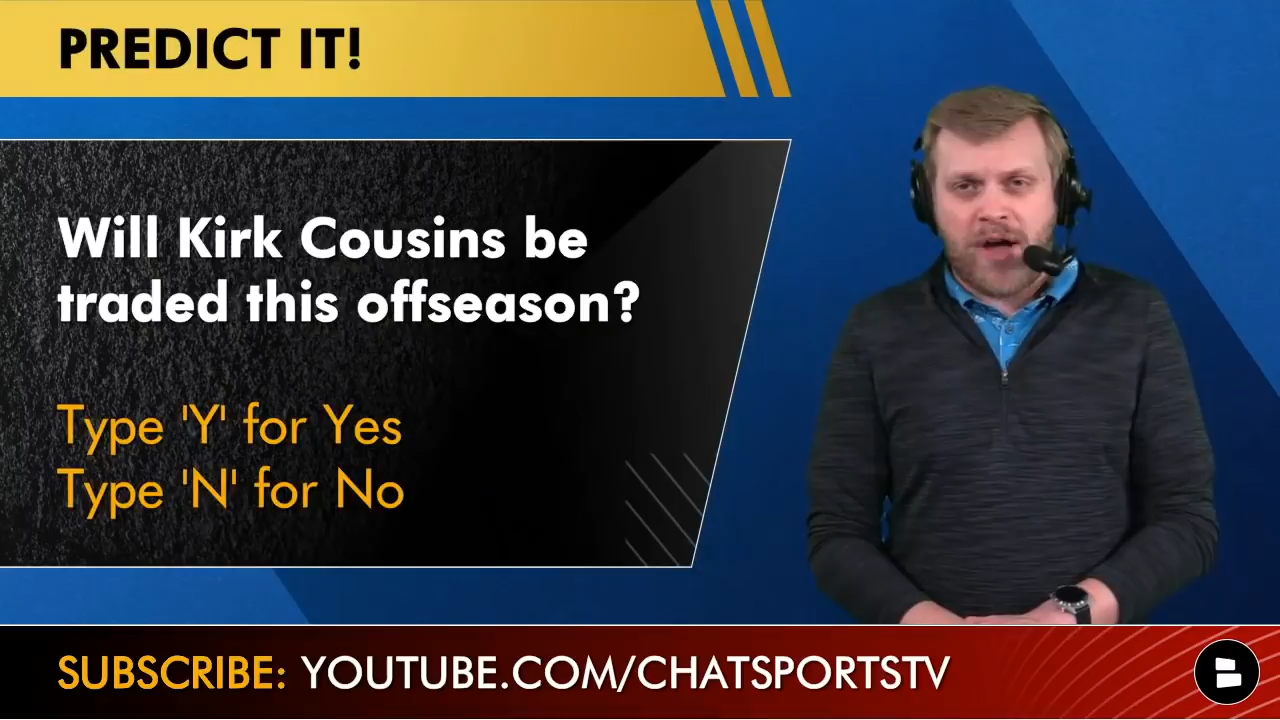 PREDICT IT!
Will Kirk Cousins be
traded this offseason?
Type 'Y' for Yes
Type 'N' for No
SUBSCRIBE: YOUTUBE.COM/CHATSPORTSTV